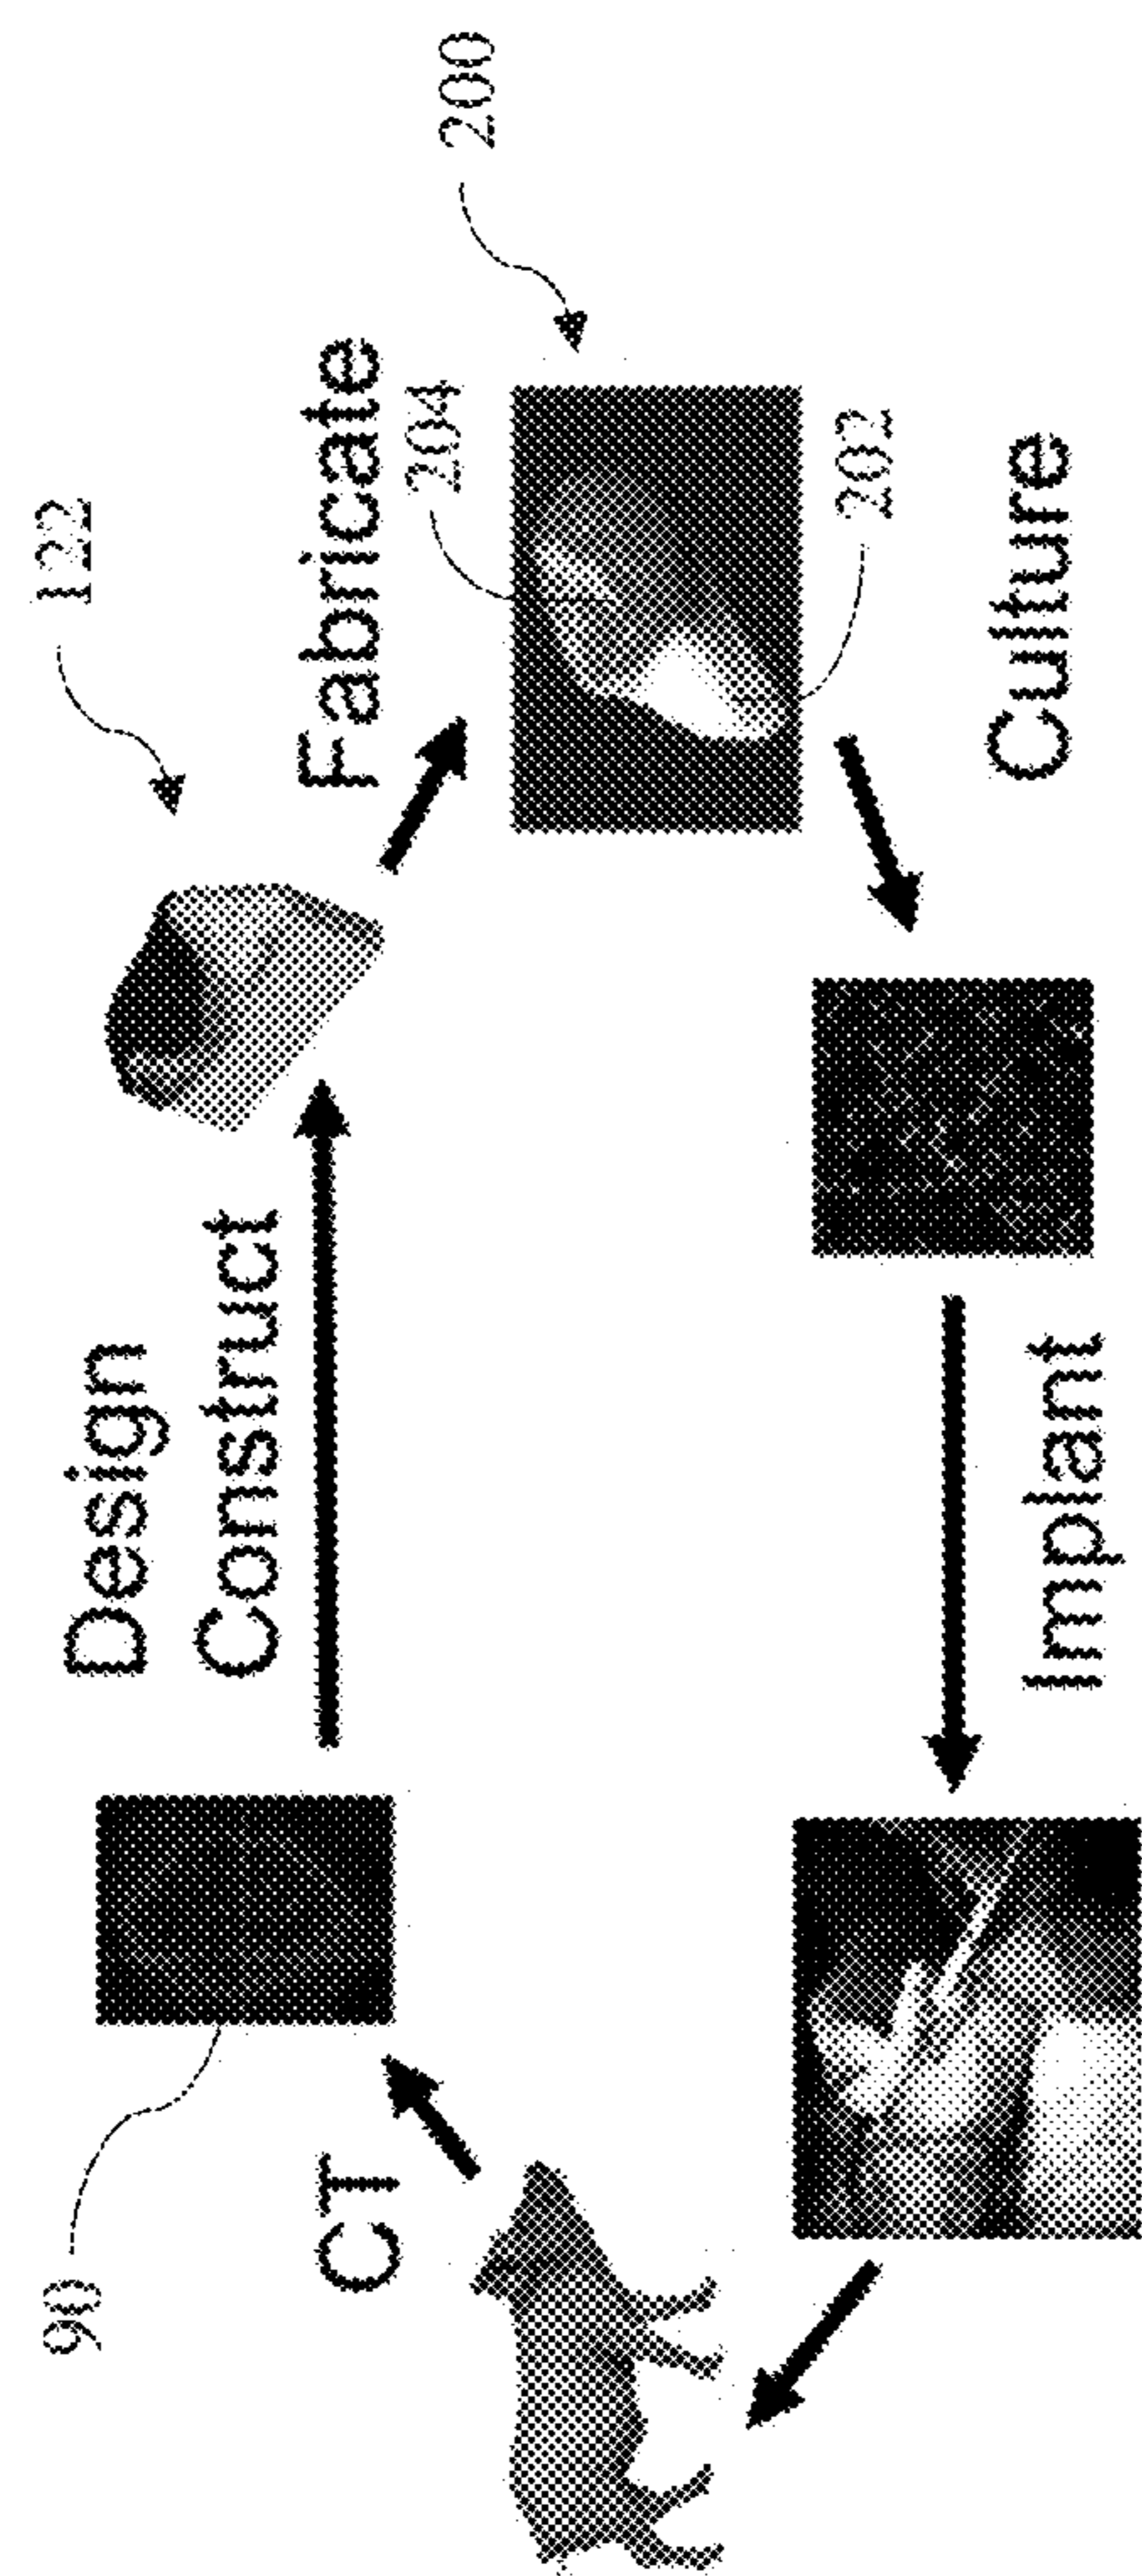 90
CT
Design
Construct
122
Fabricate
204
200
202
Culture
Implant